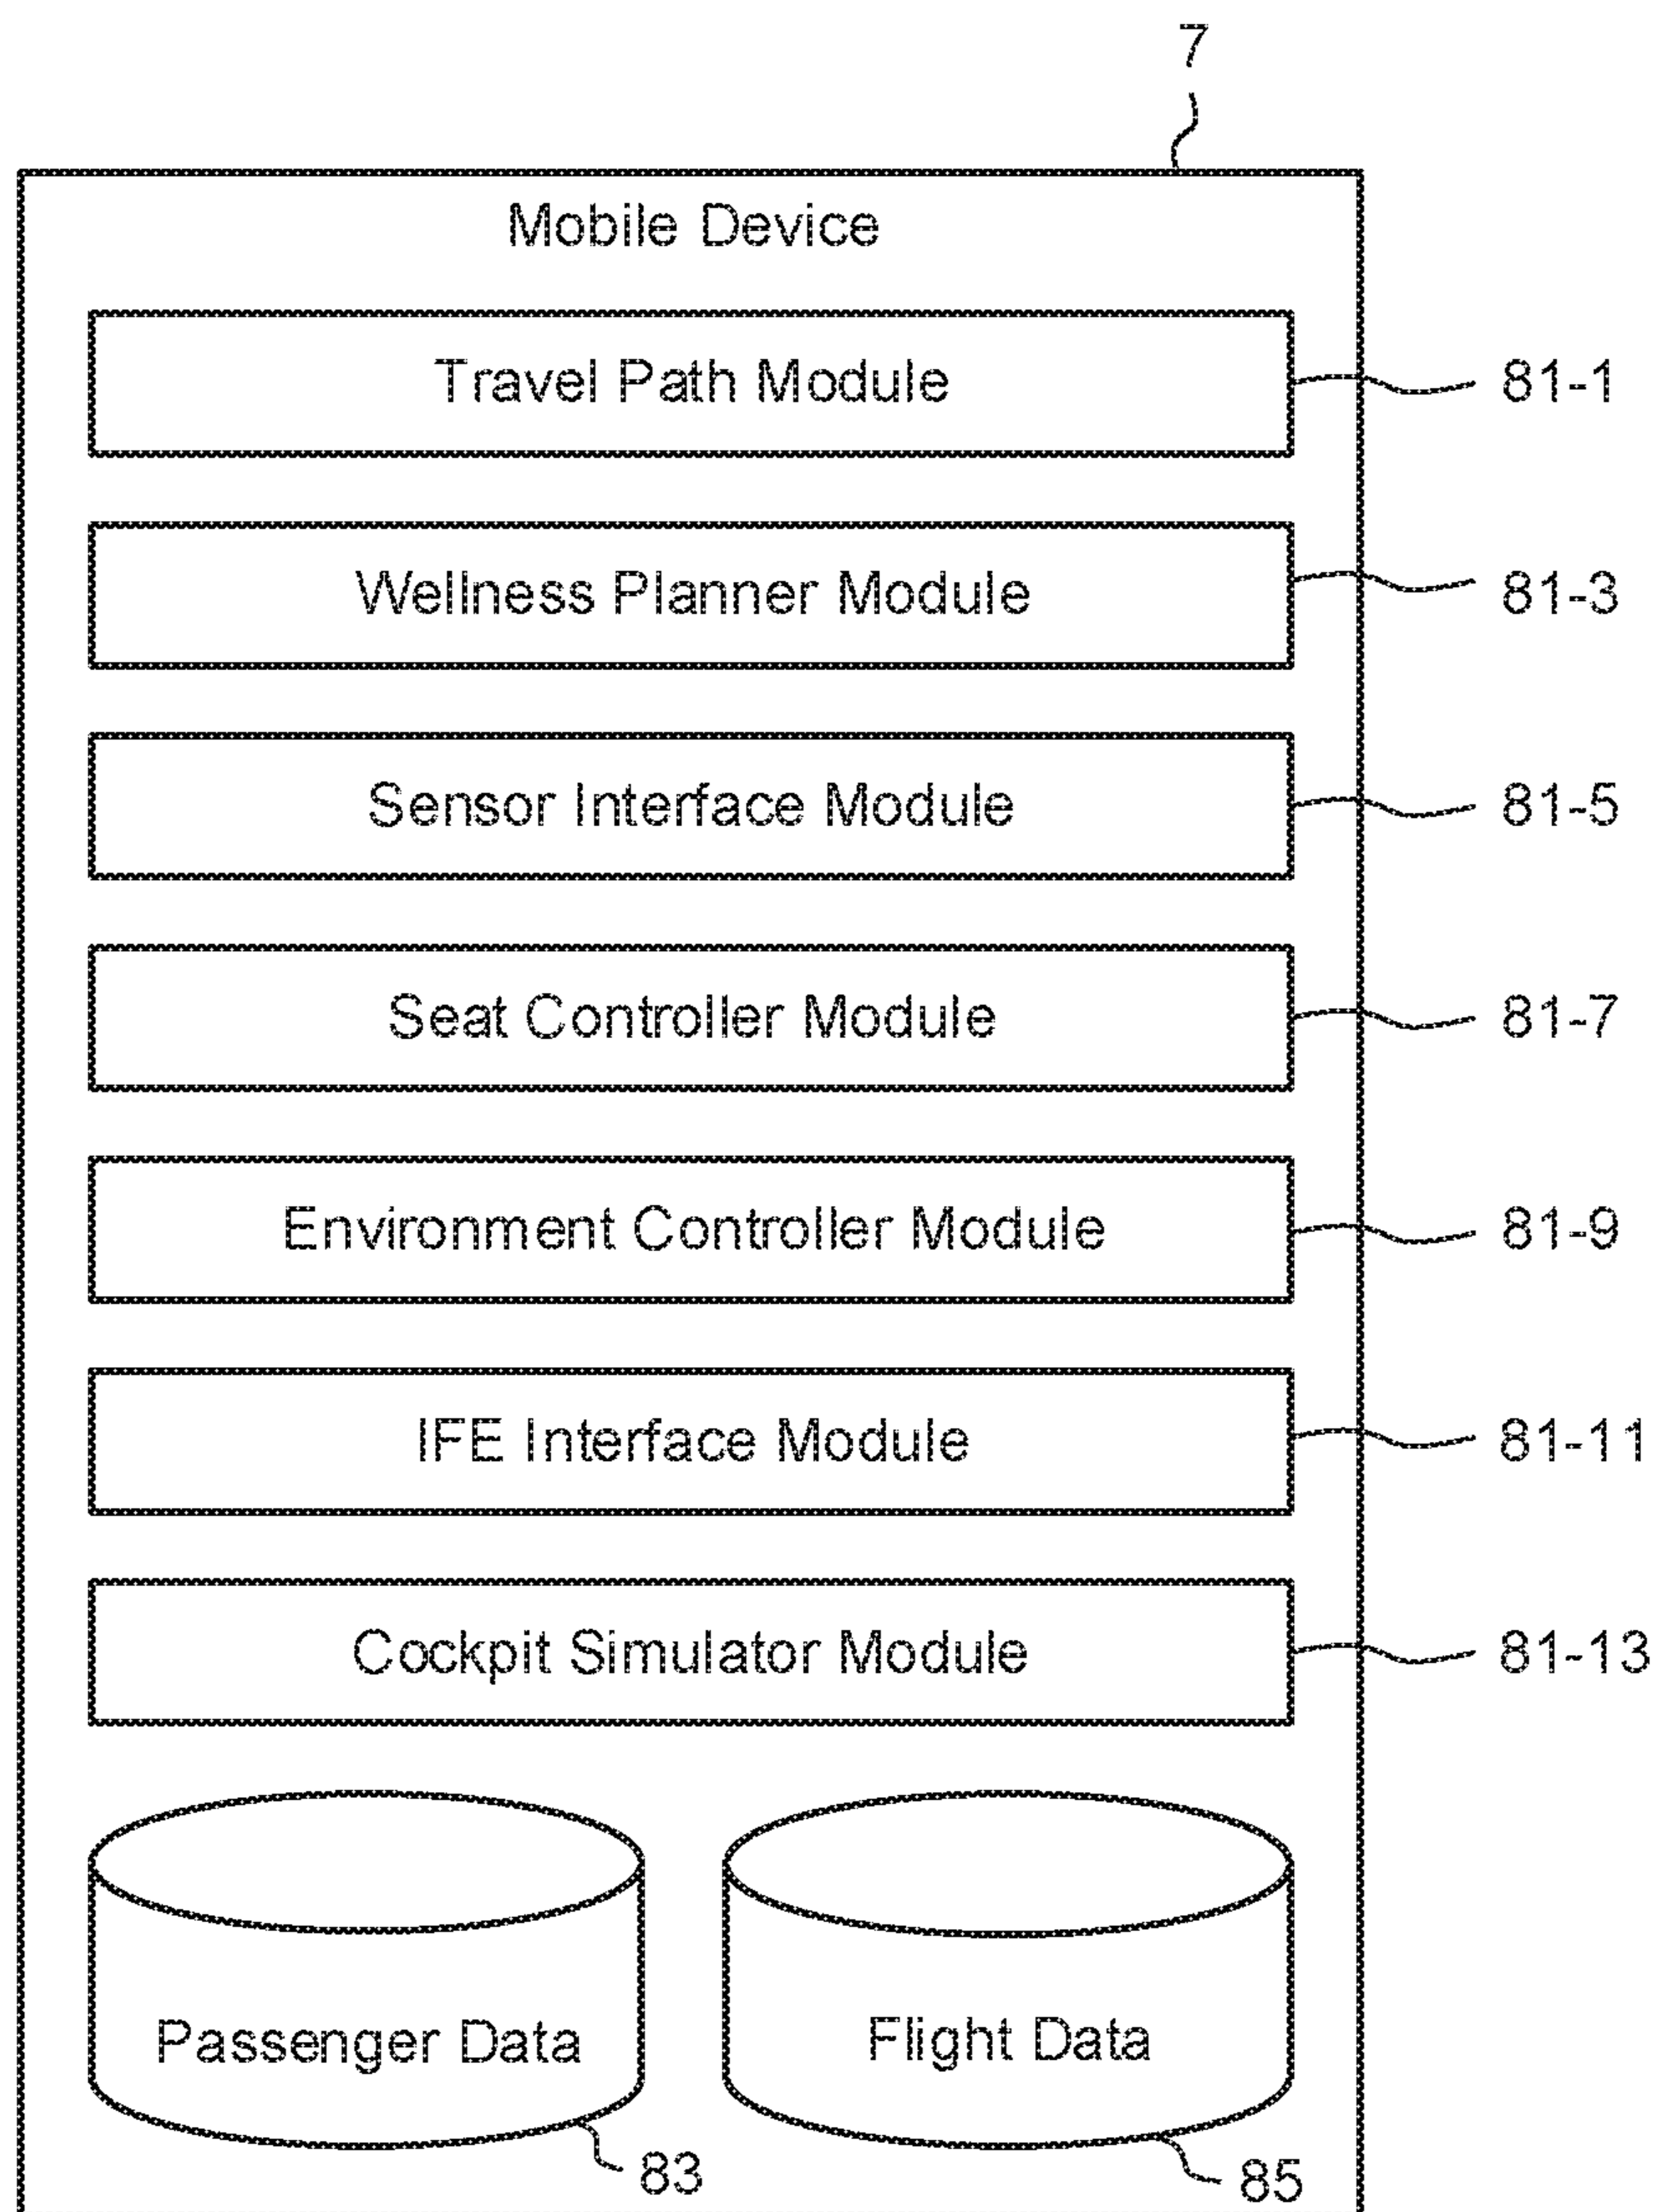 7
Mobile Device
Travel Path Module
81-1
Wellness Planner Module
81-3
Sensor Interface Module
81-5
Seat Controller Module
81-7
Environment Controller Module
81-9
IFE Interface Module
81-11
Cockpit Simulator Module
81-13
Passenger Data
Flight Data
83
85